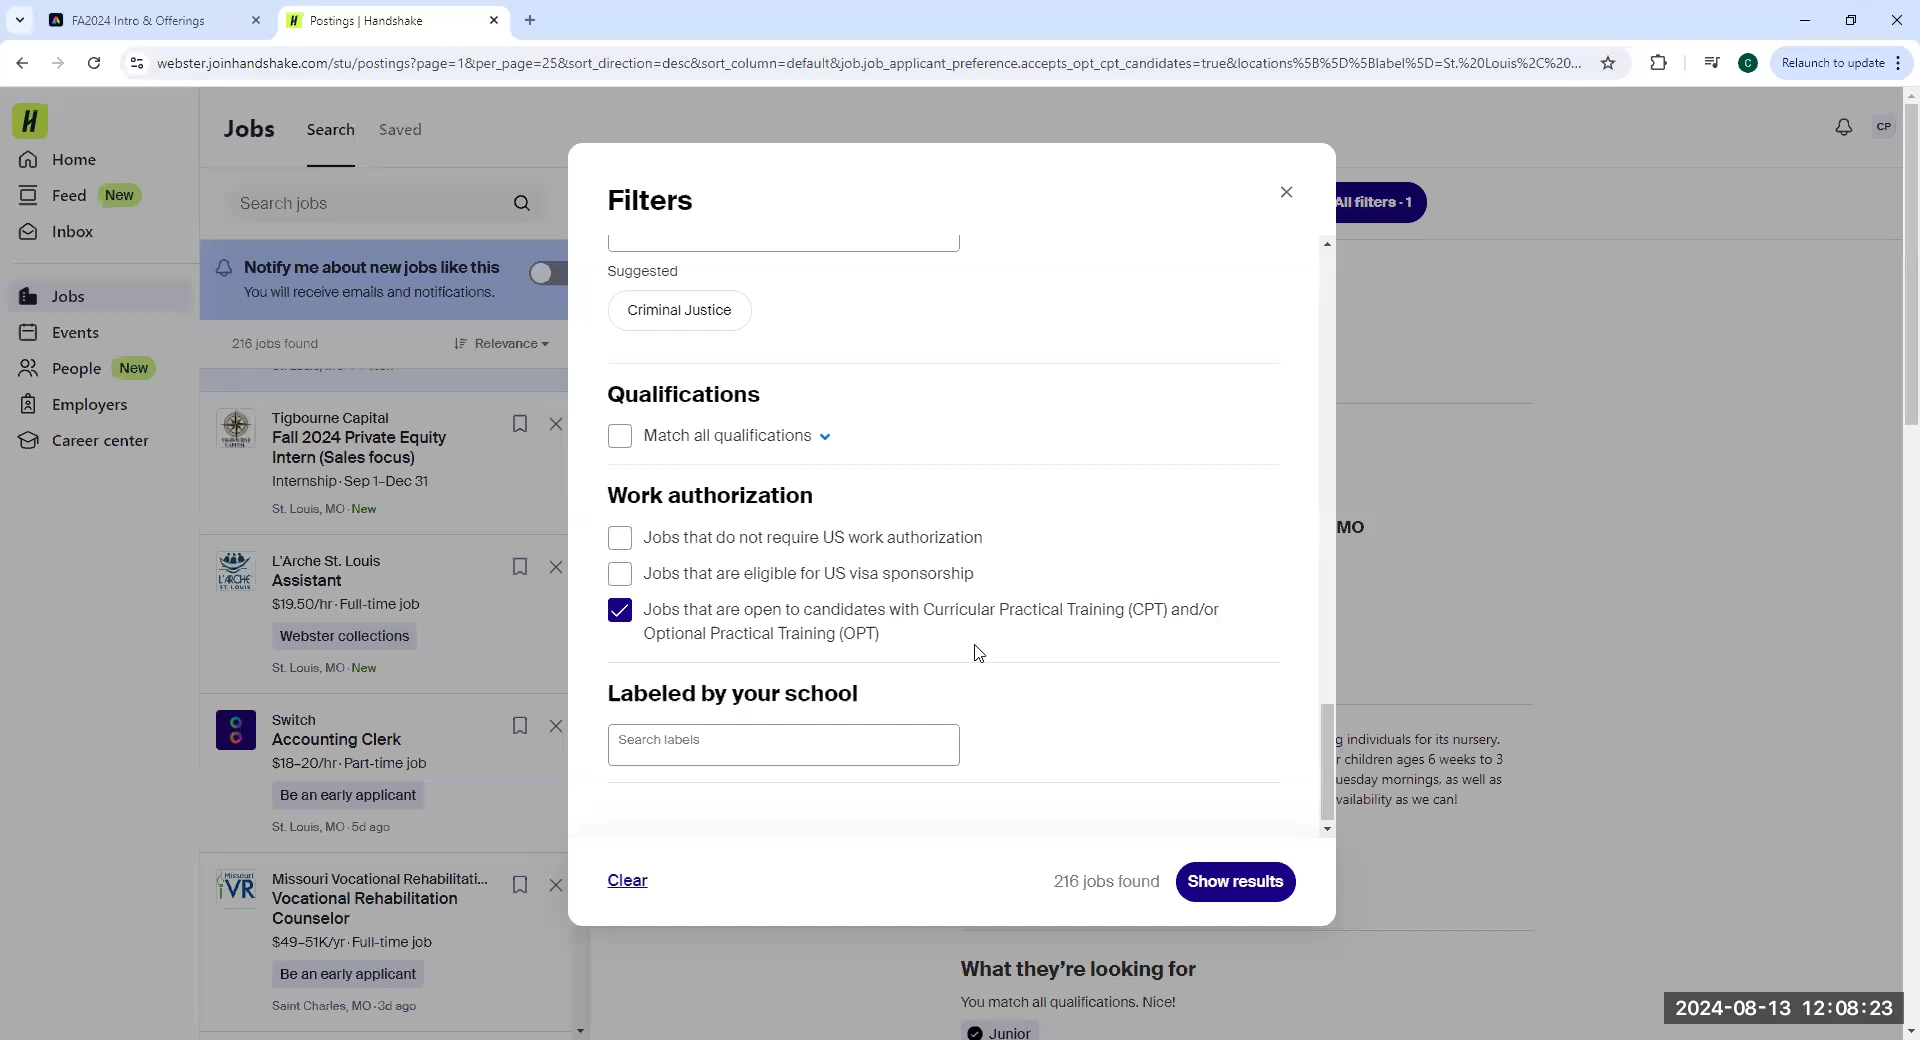 FA2024 Intro & Offerings
Postings | Handshake
webster.joinhandshake.com/stu/postings?page=1&per_page=25&sort_direction=desc&sort_column=default&job.job_applicant_preference.accepts_opt_cpt_candidates=true&locations%5B%5D%5Blabel%5D=St.%20Louis%2C%20...
C
Relaunch to update
Home
Feed New
Inbox
Jobs
Events
People New
Employers
Career center
Jobs Search Saved
CP
Search jobs
All filters · 1
Notify me about new jobs like this
You will receive emails and notifications.
216 jobs found
Relevance
Tigbourne Capital
Fall 2024 Private Equity
Intern (Sales focus)
Internship · Sep 1–Dec 31
St. Louis, MO · New
L'Arche St. Louis
Assistant
$19.50/hr · Full-time job
Webster collections
St. Louis, MO · New
Switch
Accounting Clerk
$18–20/hr · Part-time job
Be an early applicant
St. Louis, MO · 5d ago
Missouri Vocational Rehabilitati...
Vocational Rehabilitation
Counselor
$49–51K/yr · Full-time job
Be an early applicant
Saint Charles, MO · 3d ago
Filters
Suggested
Criminal Justice
Qualifications
Match all qualifications
Work authorization
Jobs that do not require US work authorization
Jobs that are eligible for US visa sponsorship
Jobs that are open to candidates with Curricular Practical Training (CPT) and/or
Optional Practical Training (OPT)
Labeled by your school
Search labels
Clear
216 jobs found
Show results
MO
g individuals for its nursery.
r children ages 6 weeks to 3
uesday mornings, as well as
vailability as we can!
What they're looking for
You match all qualifications. Nice!
Junior
2024-08-13 12:08:23